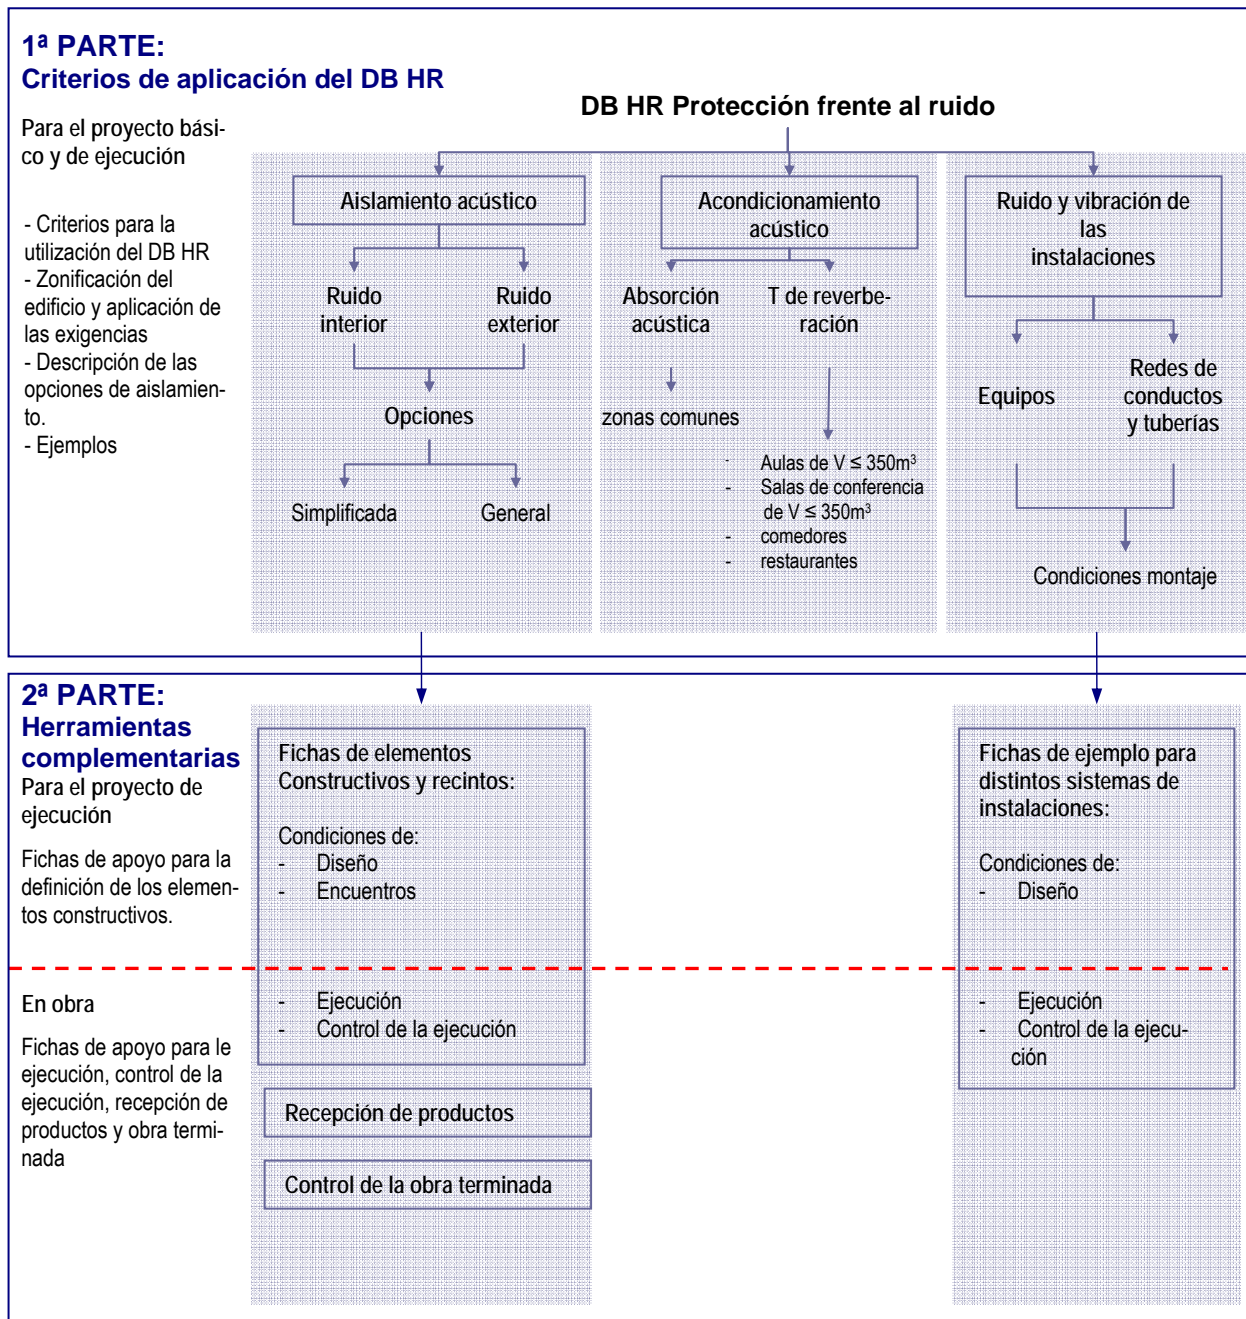 1ª PARTE:
Criterios de aplicación del DB HR
Para el proyecto bási-
co y de ejecución
- Criterios para la
utilización del DB HR
- Zonificación del
edificio y aplicación de
las exigencias
- Descripción de las
opciones de aislamien-
to.
- Ejemplos
DB HR Protección frente al ruido
Aislamiento acústico
Ruido
interior
Ruido
exterior
Opciones
Simplificada
General
Acondicionamiento
acústico
Absorción
acústica
T de reverbe-
ración
zonas comunes
- Aulas de V ≤ 350m³
- Salas de conferencia
de V ≤ 350m³
- comedores
- restaurantes
Ruido y vibración de
las
instalaciones
Equipos
Redes de
conductos
y tuberías
Condiciones montaje
2ª PARTE:
Herramientas
complementarias
Para el proyecto de
ejecución
Fichas de apoyo para la
definición de los elemen-
tos constructivos.
En obra
Fichas de apoyo para le
ejecución, control de la
ejecución, recepción de
productos y obra termi-
nada
Fichas de elementos
Constructivos y recintos:
Condiciones de:
- Diseño
- Encuentros
- Ejecución
- Control de la ejecución
Recepción de productos
Control de la obra terminada
Fichas de ejemplo para
distintos sistemas de
instalaciones:
Condiciones de:
- Diseño
- Ejecución
- Control de la ejecu-
ción